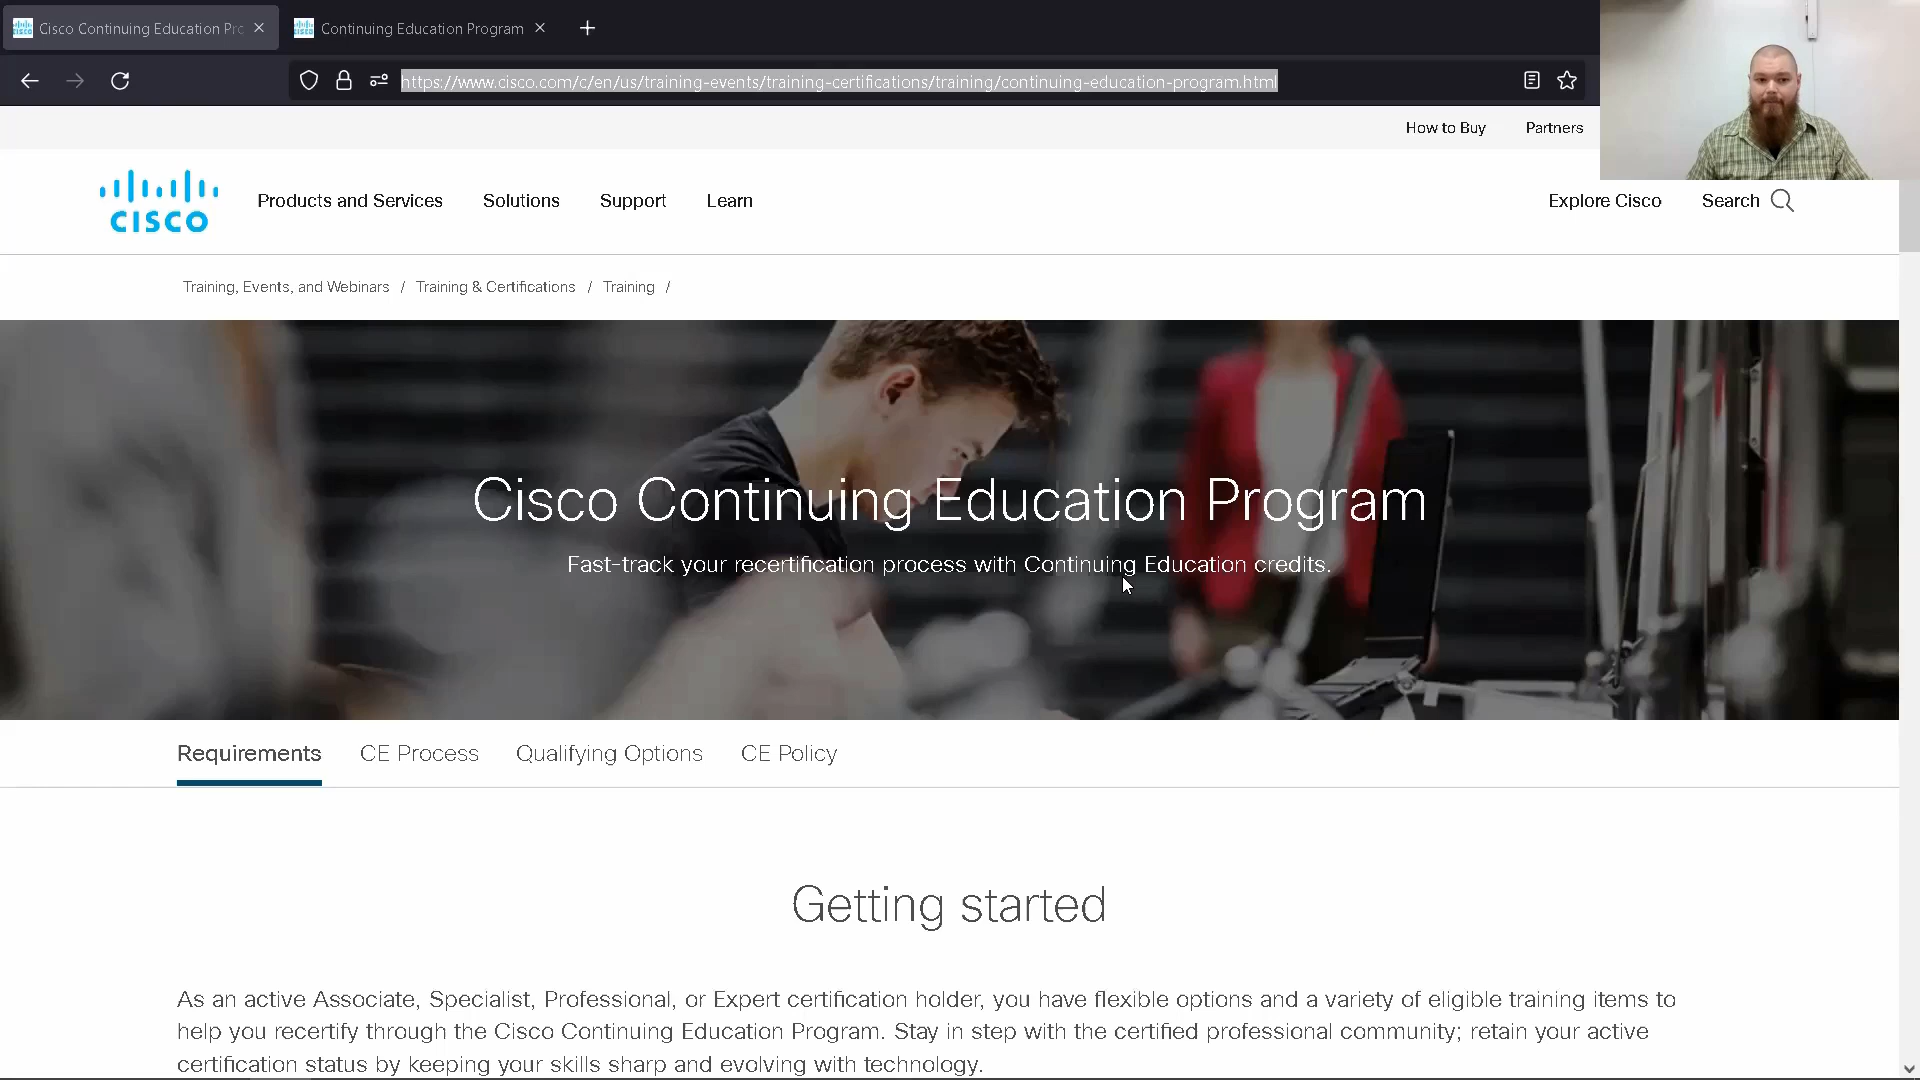 Cisco Continuing Education Pro
Continuing Education Program
https://www.cisco.com/c/en/us/training-events/training-certifications/training/continuing-education-program.html
How to Buy
Partners
CISCO
Products and Services
Solutions
Support
Learn
Explore Cisco
Search
Training, Events, and Webinars / Training & Certifications / Training /
Cisco Continuing Education Program
Fast-track your recertification process with Continuing Education credits.
Requirements
CE Process
Qualifying Options
CE Policy
Getting started
As an active Associate, Specialist, Professional, or Expert certification holder, you have flexible options and a variety of eligible training items to
help you recertify through the Cisco Continuing Education Program. Stay in step with the certified professional community; retain your active
certification status by keeping your skills sharp and evolving with technology.